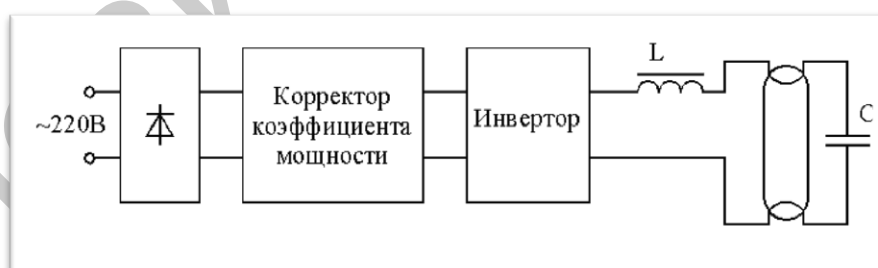 ~220В
Корректор
коэффициента
мощности
Инвертор
L
C